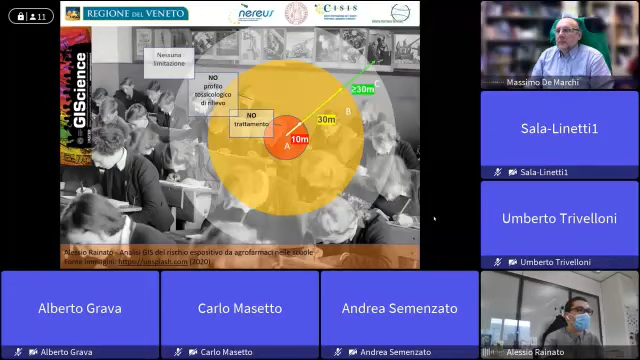 11
REGIONE DEL VENETO
nereus
CISIS
GIScience
Nessuna
limitazione
NO
profilo
tossicologico
di rilievo
NO
trattamento
C
≥30m
B
30m
10m
A
Alessio Rainato - Analisi GIS del rischio espositivo da agrofarmaci nelle scuole
Fonte immagini: https://unsplash.com (2020)
Massimo De Marchi
Sala-Linetti1
Sala-Linetti1
Umberto Trivelloni
Umberto Trivelloni
Alberto Grava
Alberto Grava
Carlo Masetto
Carlo Masetto
Andrea Semenzato
Andrea Semenzato
Alessio Rainato